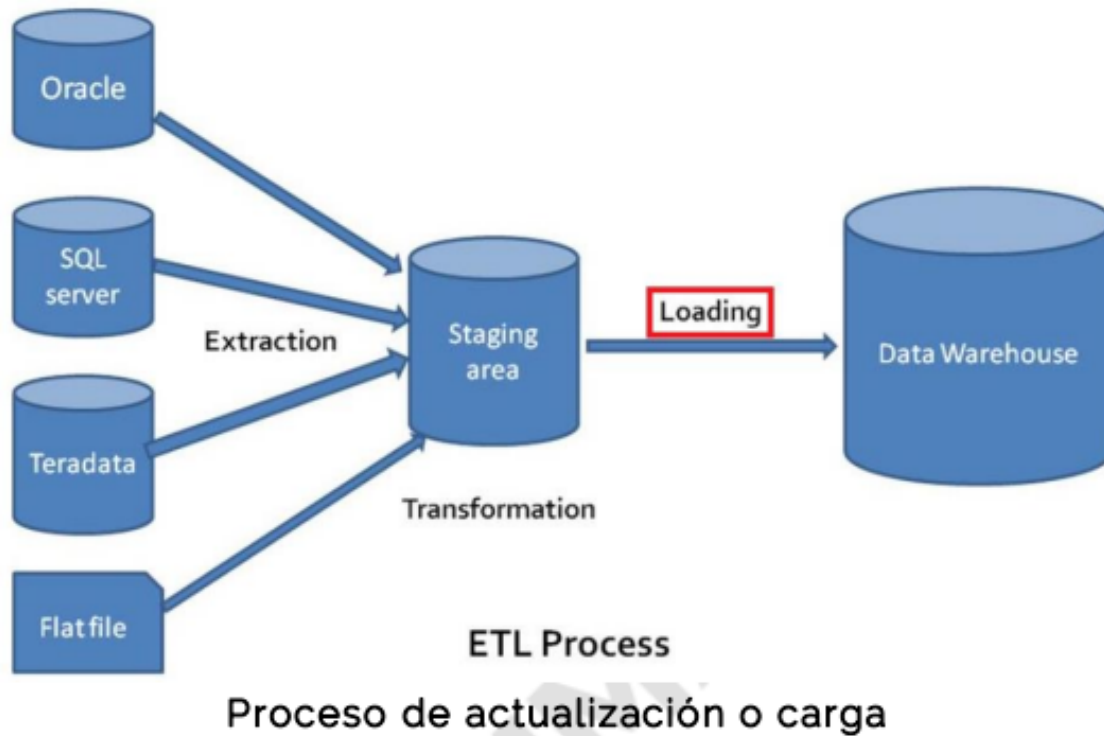 Oracle
SQL
server
Extraction
Teradata
Flat file
Staging
area
Transformation
Loading
Data Warehouse
ETL Process
Proceso de actualización o carga